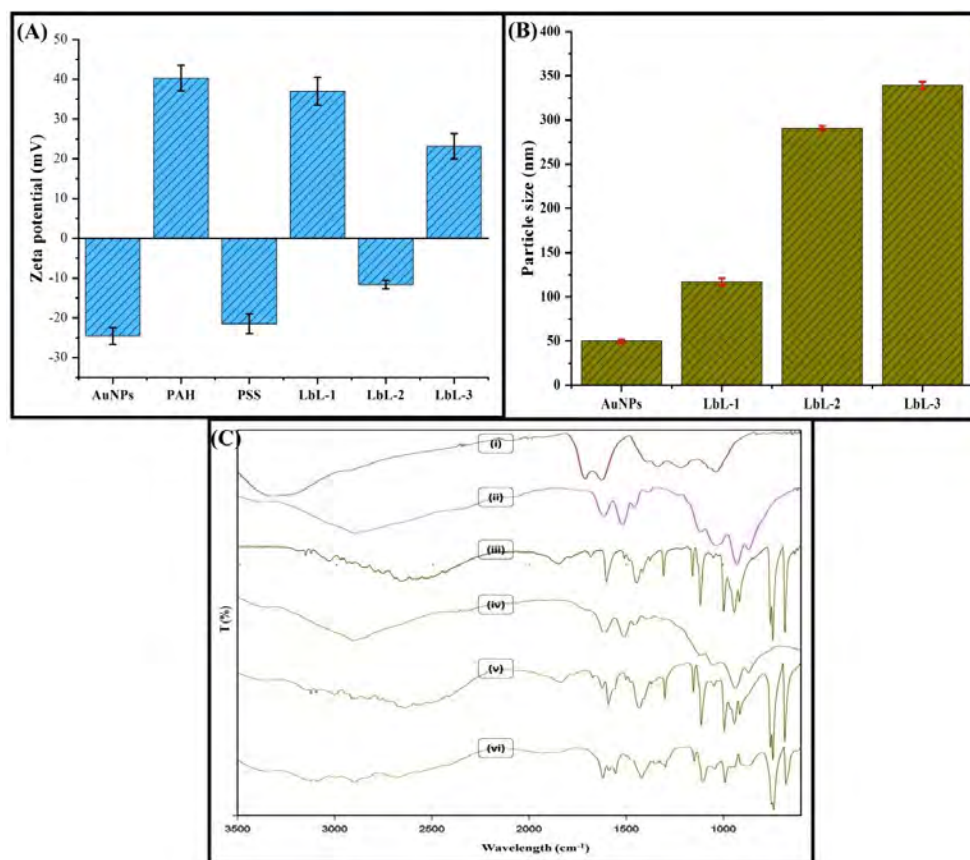 (A)
Zeta potential (mV)
50
40
30
20
10
0
-10
-20
-30
AuNPs PAH PSS LbL-1 LbL-2 LbL-3
(B)
Particle size (nm)
400
350
300
250
200
150
100
50
0
AuNPs LbL-1 LbL-2 LbL-3
(C)
(i)
(ii)
(iii)
(iv)
(v)
(vi)
T(%)
3500 3000 2500 2000 1500 1000
Wavelength (cm⁻¹)